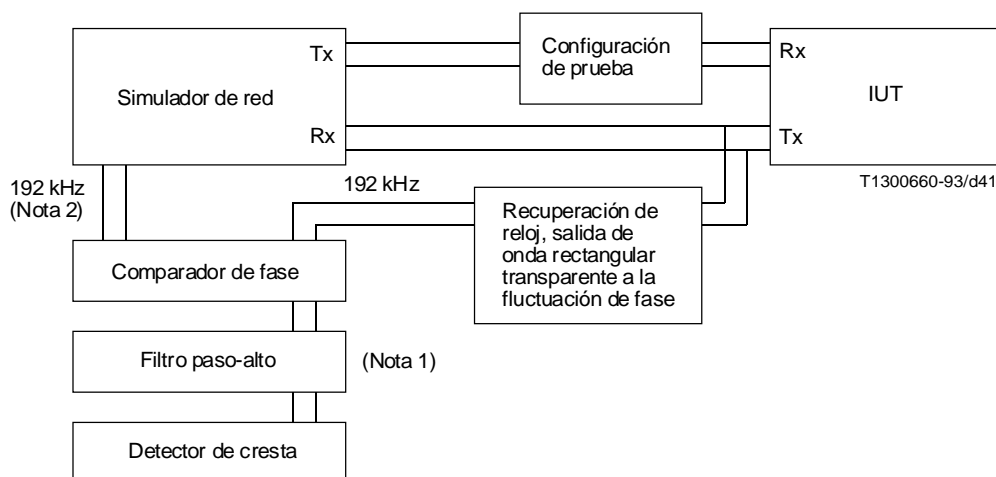 Tx
Configuración
de prueba
Rx
Simulador de red
IUT
Rx
Tx
T1300660-93/d41
192 kHz
(Nota 2)
192 kHz
Recuperación de
reloj, salida de
onda rectangular
transparente a la
fluctuación de fase
Comparador de fase
Filtro paso-alto
(Nota 1)
Detector de cresta